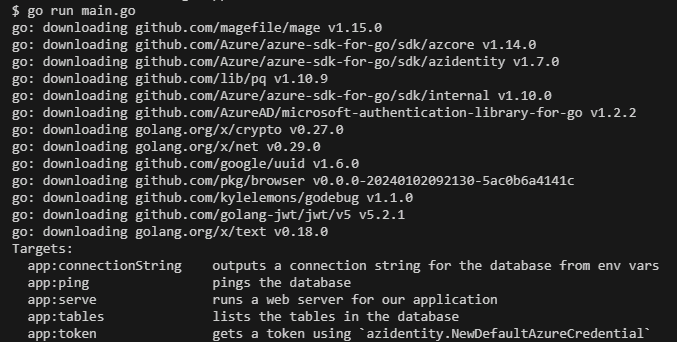 $ go run main.go
go: downloading github.com/magefile/mage v1.15.0
go: downloading github.com/Azure/azure-sdk-for-go/sdk/azcore v1.14.0
go: downloading github.com/Azure/azure-sdk-for-go/sdk/azidentity v1.7.0
go: downloading github.com/lib/pq v1.10.9
go: downloading github.com/Azure/azure-sdk-for-go/sdk/internal v1.10.0
go: downloading github.com/AzureAD/microsoft-authentication-library-for-go v1.2.2
go: downloading golang.org/x/crypto v0.27.0
go: downloading golang.org/x/net v0.29.0
go: downloading github.com/google/uuid v1.6.0
go: downloading github.com/pkg/browser v0.0.0-20240102092130-5ac0b6a4141c
go: downloading github.com/kylelemons/godebug v1.1.0
go: downloading github.com/golang-jwt/jwt/v5 v5.2.1
go: downloading golang.org/x/text v0.18.0
Targets:
  app:connectionString    outputs a connection string for the database from env vars
  app:ping                pings the database
  app:serve               runs a web server for our application
  app:tables              lists the tables in the database
  app:token               gets a token using `azidentity.NewDefaultAzureCredential`